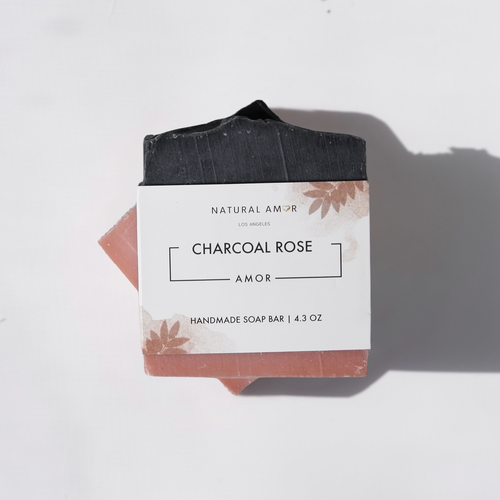 NATURAL AMOR
LOS ANGELES
CHARCOAL ROSE
AMOR
HANDMADE SOAP BAR | 4.3 OZ